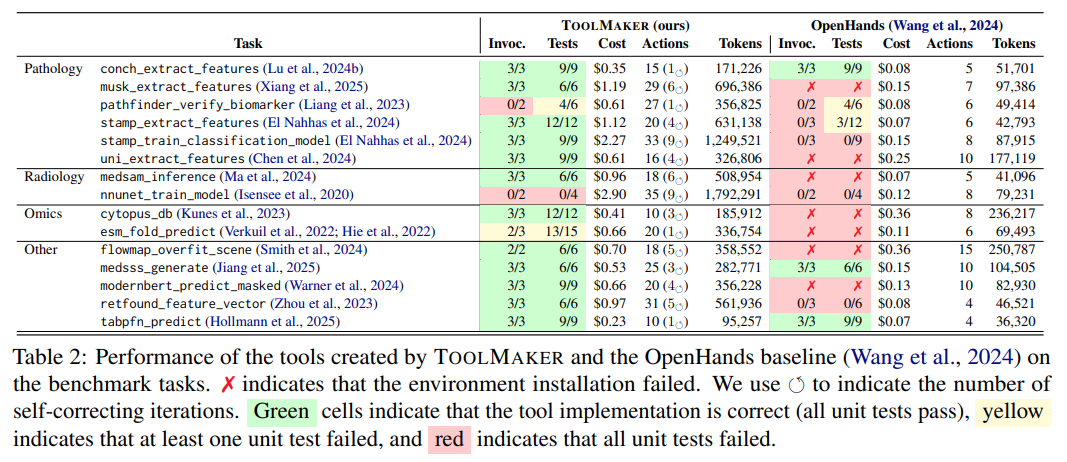 TOOLMAKER (ours) OpenHands (Wang et al., 2024)
Task Invoc. Tests Cost Actions Tokens Invoc. Tests Cost Actions Tokens
Pathology conch_extract_features (Lu et al., 2024b) 3/3 9/9 $0.35 15 (1↺) 171,226 3/3 9/9 $0.08 5 51,701
musk_extract_features (Xiang et al., 2025) 3/3 6/6 $1.19 29 (6↺) 696,386 ✗ ✗ $0.15 7 97,386
pathfinder_verify_biomarker (Liang et al., 2023) 0/2 4/6 $0.61 27 (1↺) 356,825 0/2 4/6 $0.08 6 49,414
stamp_extract_features (El Nahhas et al., 2024) 3/3 12/12 $1.12 20 (4↺) 631,138 0/3 3/12 $0.07 6 42,793
stamp_train_classification_model (El Nahhas et al., 2024) 3/3 9/9 $2.27 33 (9↺) 1,249,521 0/3 0/9 $0.15 8 87,915
uni_extract_features (Chen et al., 2024) 3/3 9/9 $0.61 16 (4↺) 326,806 ✗ ✗ $0.25 10 177,119
Radiology medsam_inference (Ma et al., 2024) 3/3 6/6 $0.96 18 (6↺) 508,954 ✗ ✗ $0.07 5 41,096
nnunet_train_model (Isensee et al., 2020) 0/2 0/4 $2.90 35 (9↺) 1,792,291 0/2 0/4 $0.12 8 79,231
Omics cytopus_db (Kunes et al., 2023) 3/3 12/12 $0.41 10 (3↺) 185,912 ✗ ✗ $0.36 8 236,217
esm_fold_predict (Verkuil et al., 2022; Hie et al., 2022) 2/3 13/15 $0.66 20 (1↺) 336,754 ✗ ✗ $0.11 6 69,493
Other flowmap_overfit_scene (Smith et al., 2024) 2/2 6/6 $0.70 18 (5↺) 358,552 ✗ ✗ $0.36 15 250,787
medsss_generate (Jiang et al., 2025) 3/3 6/6 $0.53 25 (3↺) 282,771 3/3 6/6 $0.15 10 104,505
modernbert_predict_masked (Warner et al., 2024) 3/3 9/9 $0.66 20 (4↺) 356,228 ✗ ✗ $0.13 10 82,930
retfound_feature_vector (Zhou et al., 2023) 3/3 6/6 $0.97 31 (5↺) 561,936 0/3 0/6 $0.08 4 46,521
tabpfn_predict (Hollmann et al., 2025) 3/3 9/9 $0.23 10 (1↺) 95,257 3/3 9/9 $0.07 4 36,320
Table 2: Performance of the tools created by TOOLMAKER and the OpenHands baseline (Wang et al., 2024) on
the benchmark tasks. ✗ indicates that the environment installation failed. We use ↺ to indicate the number of
self-correcting iterations. Green cells indicate that the tool implementation is correct (all unit tests pass), yellow
indicates that at least one unit test failed, and red indicates that all unit tests failed.